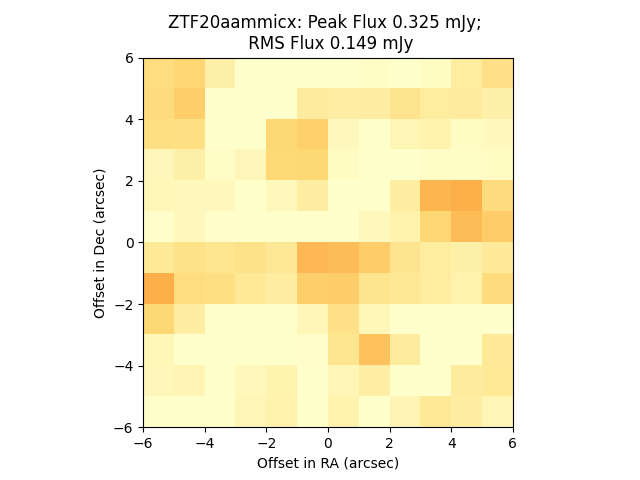 ZTF20aammicx: Peak Flux 0.325 mJy;
RMS Flux 0.149 mJy
6
4
2
0
−2
−4
−6
Offset in Dec (arcsec)
−6 −4 −2 0 2 4 6
Offset in RA (arcsec)